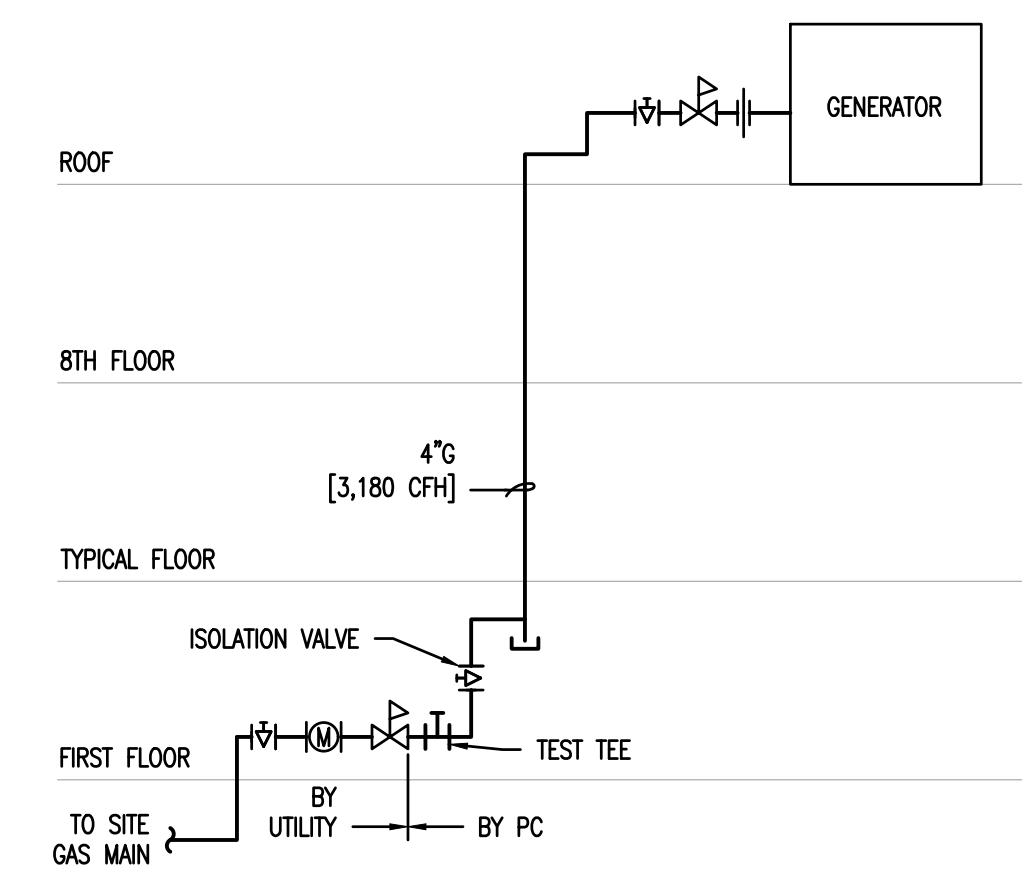 GENERATOR
ROOF
8TH FLOOR
4"G
[3,180 CFH]
TYPICAL FLOOR
ISOLATION VALVE
M
FIRST FLOOR
TEST TEE
BY
UTILITY
BY PC
TO SITE
GAS MAIN